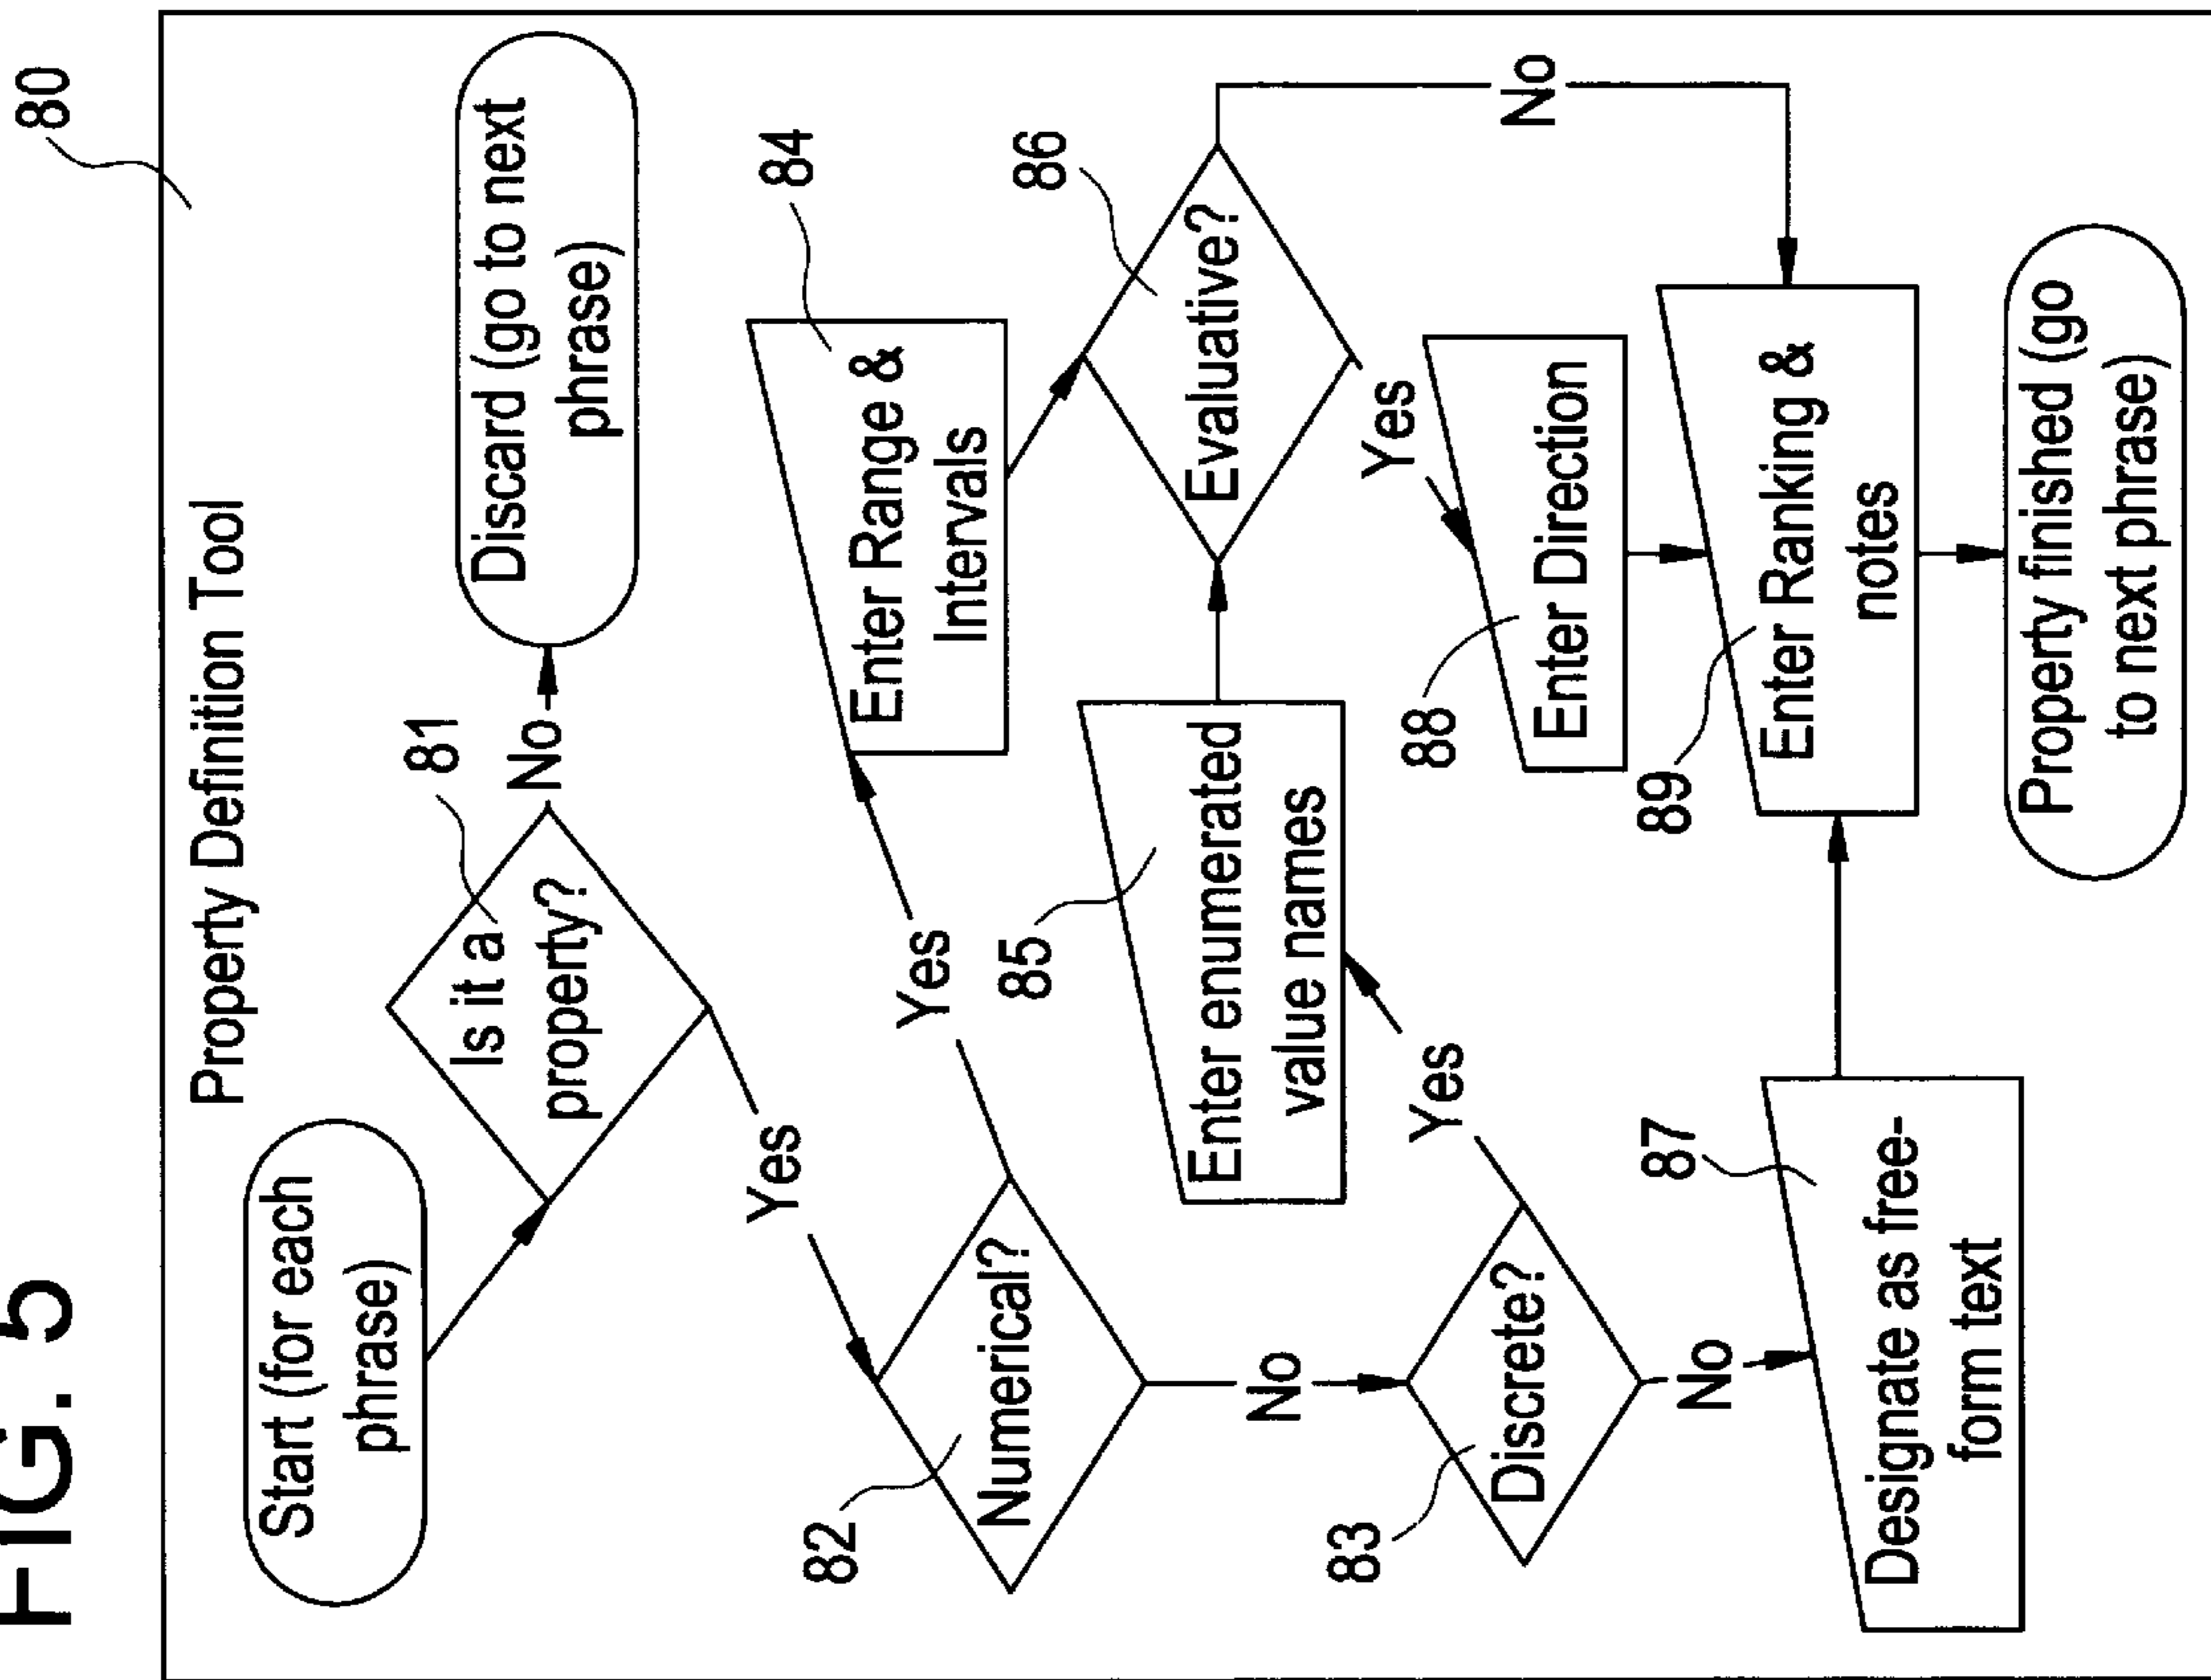 FIG. 5
80
Property Definition Tool
Start (for each
phrase)
81
Is it a
property?
No
Discard (go to next
phrase)
Yes
82
Numerical?
Yes
84
Enter Range &
Intervals
No
85
Enter enumerated
value names
86
Evaluative?
No
83
Discrete?
Yes
Yes
88
Enter Direction
No
87
Designate as free-
form text
89
Enter Ranking &
notes
Property finished (go
to next phrase)